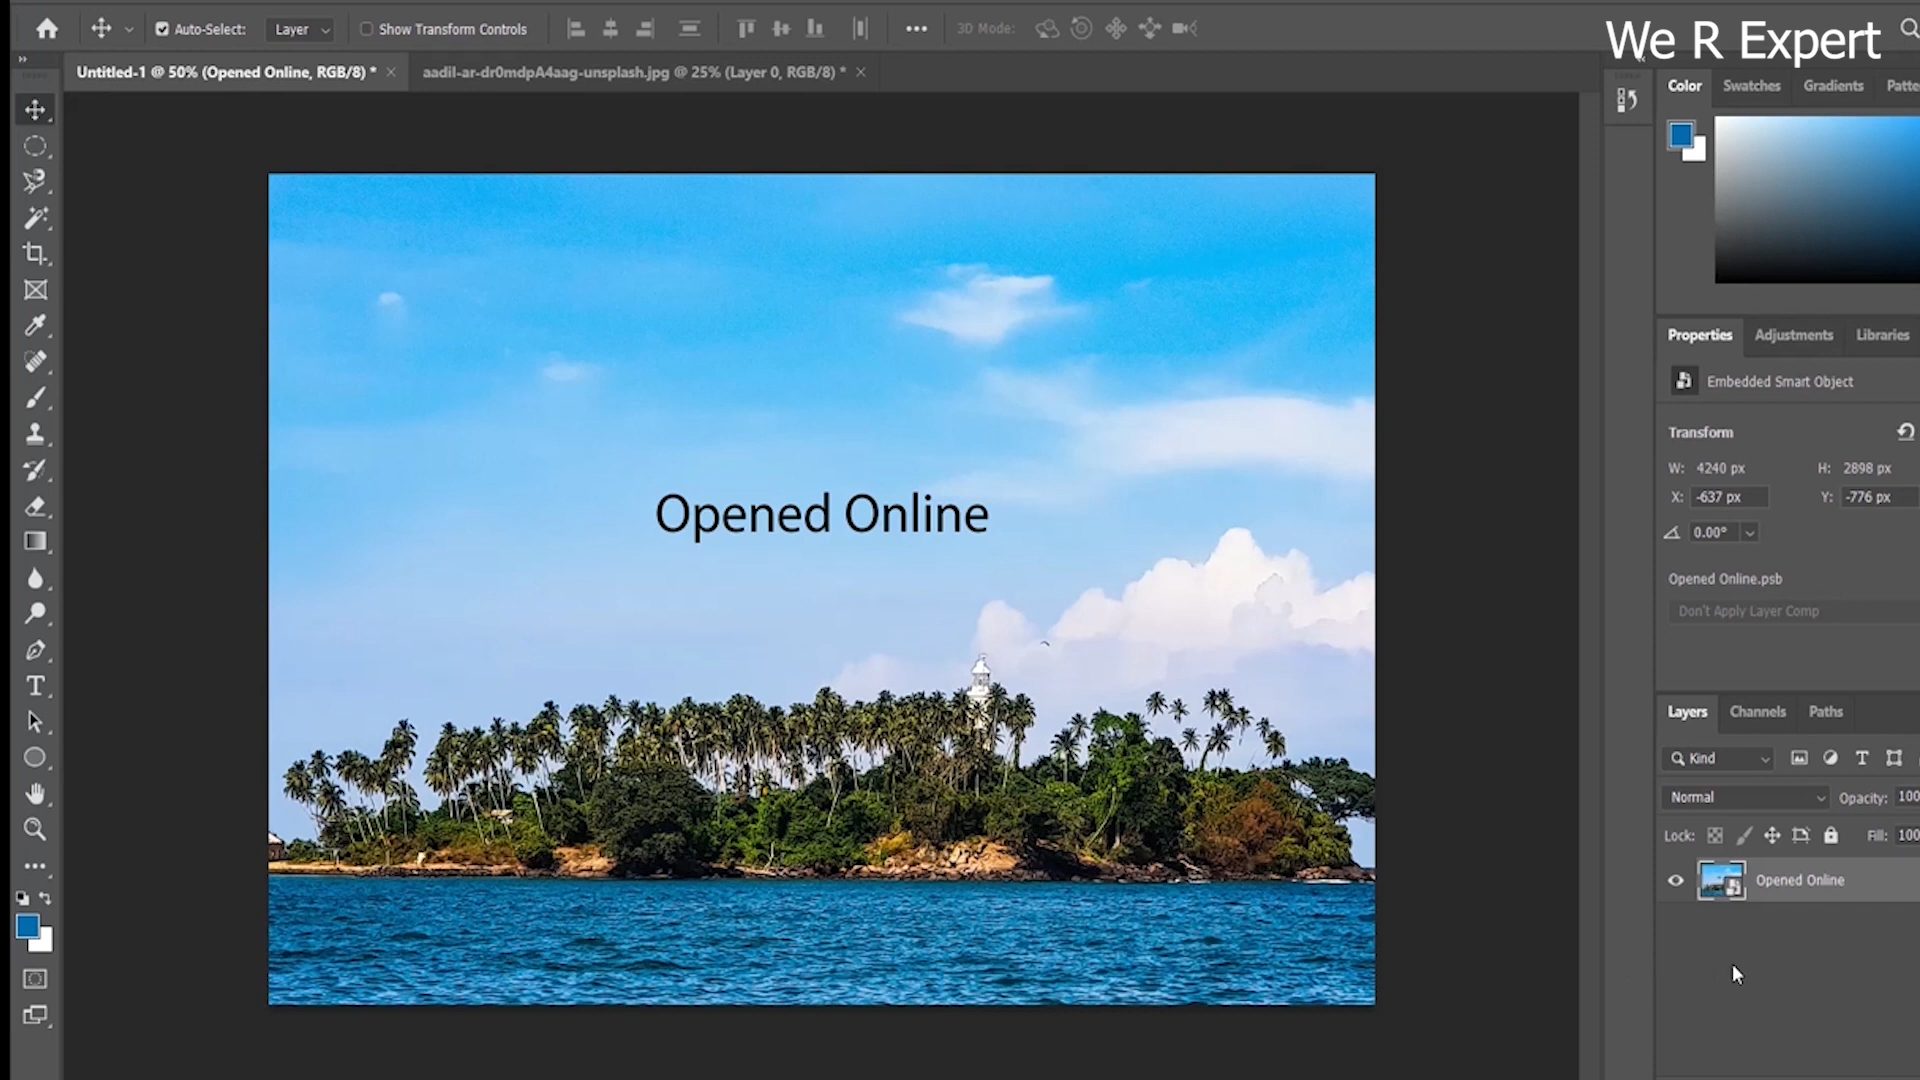 Auto-Select: Layer Show Transform Controls 3D Mode: We R Expert
Untitled-1 @ 50% (Opened Online, RGB/8) * aadil-ar-dr0mdpA4aag-unsplash.jpg @ 25% (Layer 0, RGB/8) *
Color Swatches Gradients Patte
Properties Adjustments Libraries
Embedded Smart Object
Transform
W: 4240 px H: 2898 px
X: -637 px Y: -776 px
0.00°
Opened Online
Opened Online.psb
Don't Apply Layer Comp
Layers Channels Paths
Kind
Normal Opacity: 100
Lock: Fill: 100
Opened Online